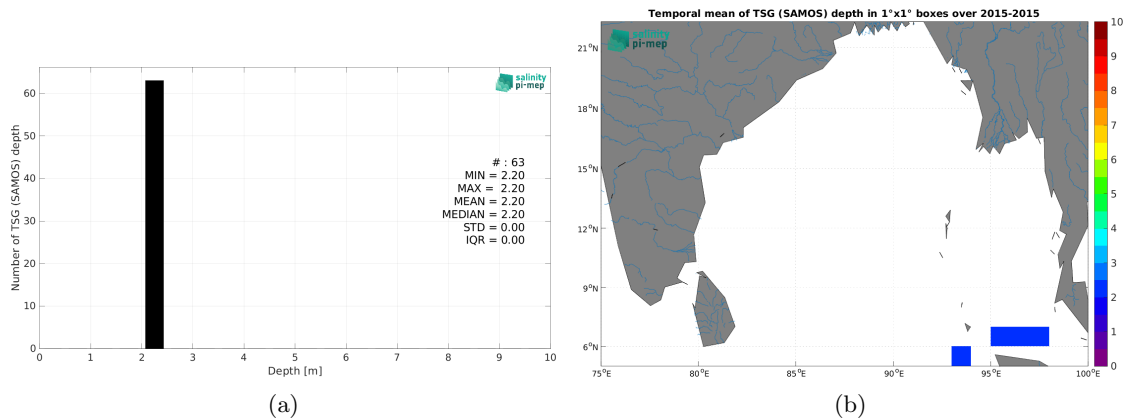 salinity
pi-mep
Number of TSG (SAMOS) depth
60
50
40
30
20
10
0
# : 63
MIN = 2.20
MAX = 2.20
MEAN = 2.20
MEDIAN = 2.20
STD = 0.00
IQR = 0.00
0 1 2 3 4 5 6 7 8 9 10
Depth [m]
(a)
Temporal mean of TSG (SAMOS) depth in 1°x1° boxes over 2015-2015
salinity
pi-mep
21°N
18°N
15°N
12°N
9°N
6°N
75°E 80°E 85°E 90°E 95°E 100°E
10
9
8
7
6
5
4
3
2
1
0
(b)